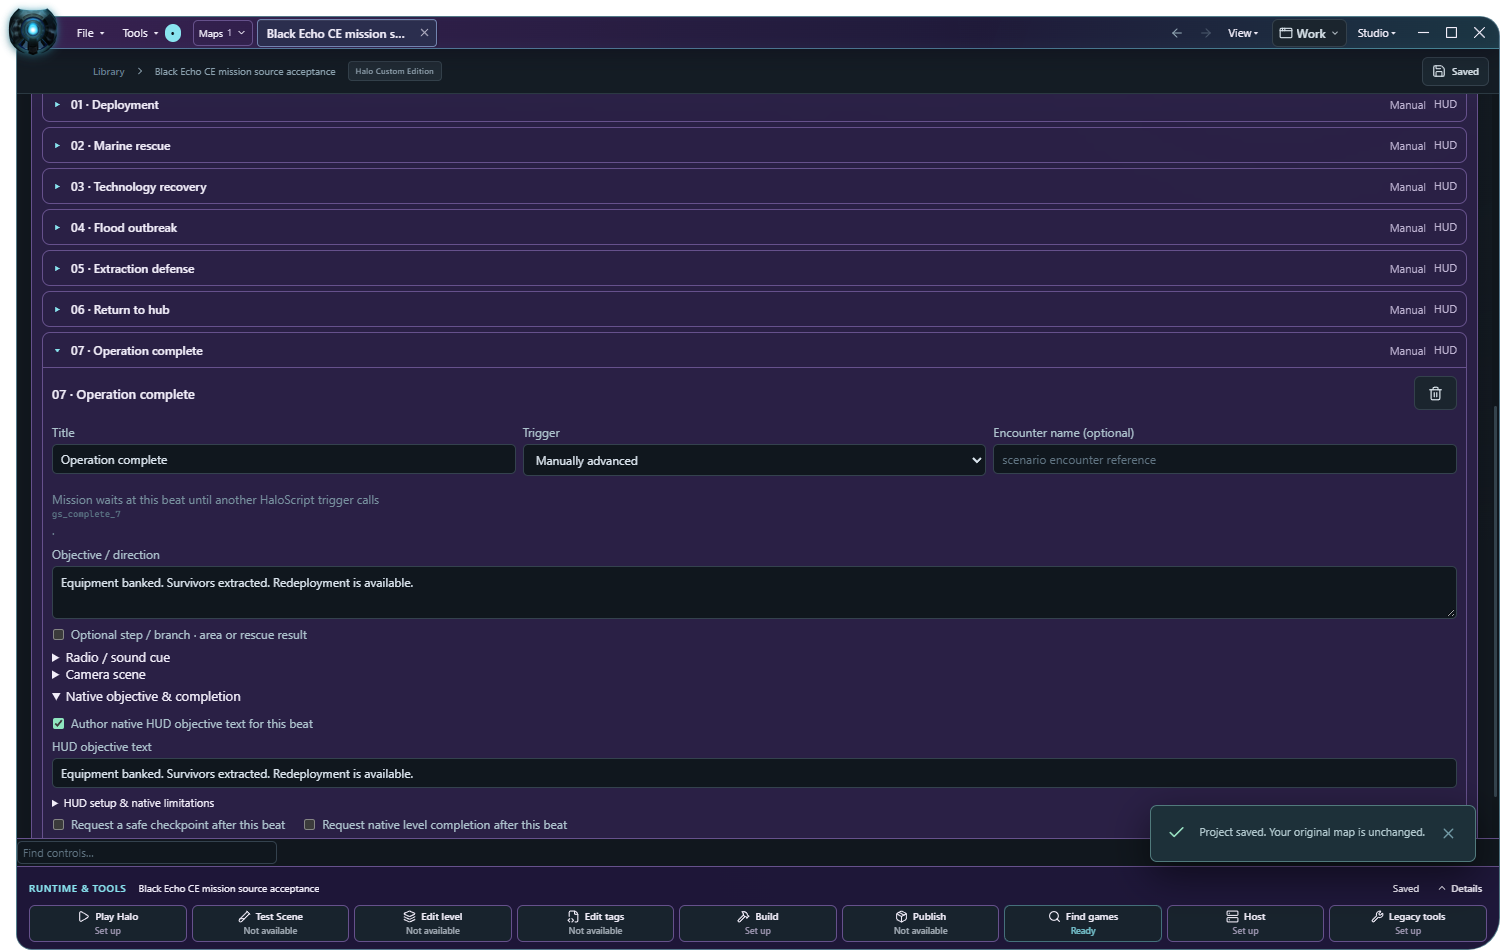 File
Tools
Maps 1
Black Echo CE mission s...
View
Work
Studio
Library
Black Echo CE mission source acceptance
Halo Custom Edition
Saved
01 · Deployment
Manual HUD
02 · Marine rescue
Manual HUD
03 · Technology recovery
Manual HUD
04 · Flood outbreak
Manual HUD
05 · Extraction defense
Manual HUD
06 · Return to hub
Manual HUD
07 · Operation complete
Manual HUD
07 · Operation complete
Title
Trigger
Encounter name (optional)
Operation complete
Manually advanced
scenario encounter reference
Mission waits at this beat until another HaloScript trigger calls
gs_complete_7
.
Objective / direction
Equipment banked. Survivors extracted. Redeployment is available.
Optional step / branch · area or rescue result
Radio / sound cue
Camera scene
Native objective & completion
Author native HUD objective text for this beat
HUD objective text
Equipment banked. Survivors extracted. Redeployment is available.
HUD setup & native limitations
Request a safe checkpoint after this beat
Request native level completion after this beat
Project saved. Your original map is unchanged.
Find controls...
RUNTIME & TOOLS
Black Echo CE mission source acceptance
Saved
Details
Play Halo
Set up
Test Scene
Not available
Edit level
Not available
Edit tags
Not available
Build
Set up
Publish
Not available
Find games
Ready
Host
Set up
Legacy tools
Set up